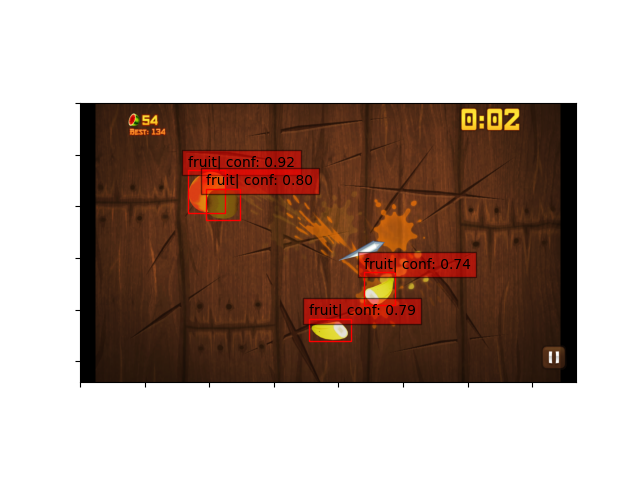 54
BEST: 134
0:02
fruit| conf: 0.92
fruit| conf: 0.80
fruit| conf: 0.74
fruit| conf: 0.79